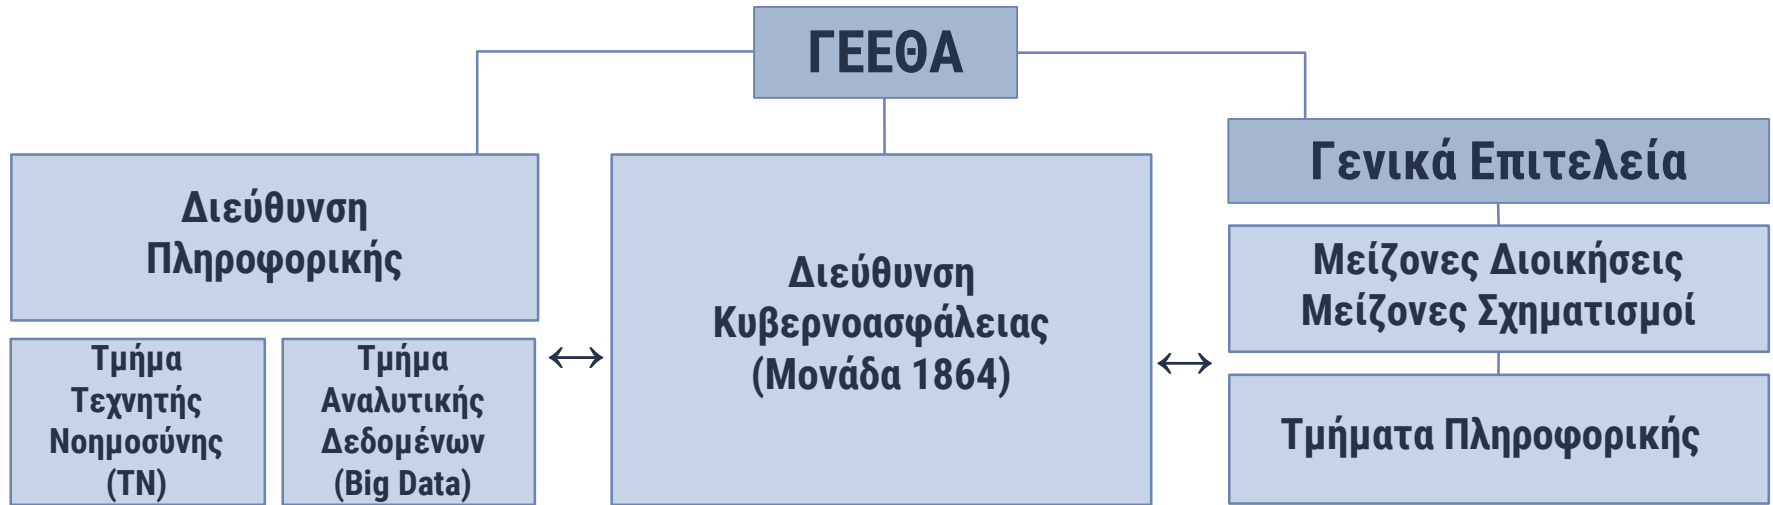 ΓΕΕΘΑ
Διεύθυνση
Πληροφορικής
Τμήμα
Τεχνητής
Νοημοσύνης
(ΤΝ)
Τμήμα
Αναλυτικής
Δεδομένων
(Big Data)
↔
Διεύθυνση
Κυβερνοασφάλειας
(Μονάδα 1864)
↔
Γενικά Επιτελεία
Μείζονες Διοικήσεις
Μείζονες Σχηματισμοί
Τμήματα Πληροφορικής